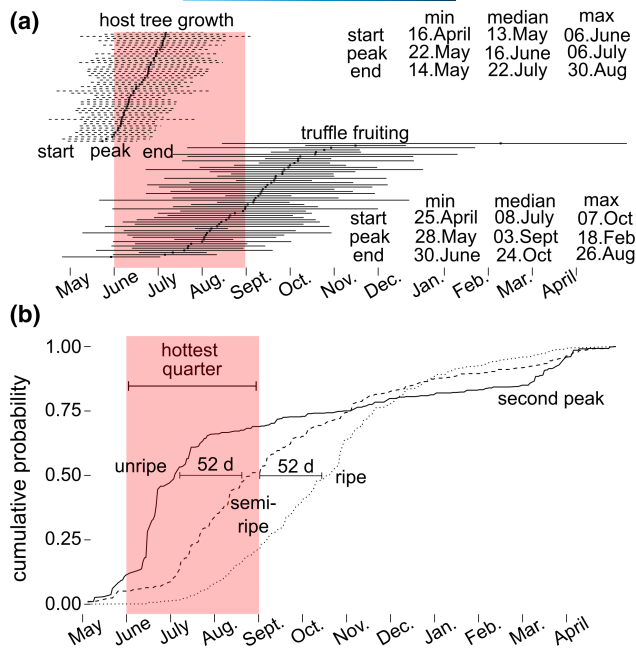 (a)
host tree growth
min median max
start 16.April 13.May 06.June
peak 22.May 16.June 06.July
end 14.May 22.July 30.Aug
start peak end
truffle fruiting
min median max
start 25.April 08.July 07.Oct
peak 28.May 03.Sept 18.Feb
end 30.June 24.Oct 26.Aug
May June July Aug. Sept. Oct. Nov. Dec. Jan. Feb. Mar. April
(b)
1.00
hottest
quarter
0.75
second peak
unripe 52 d 52 d ripe
0.50
semi-
ripe
0.25
0.00
cumulative probability
May June July Aug. Sept. Oct. Nov. Dec. Jan. Feb. Mar. April